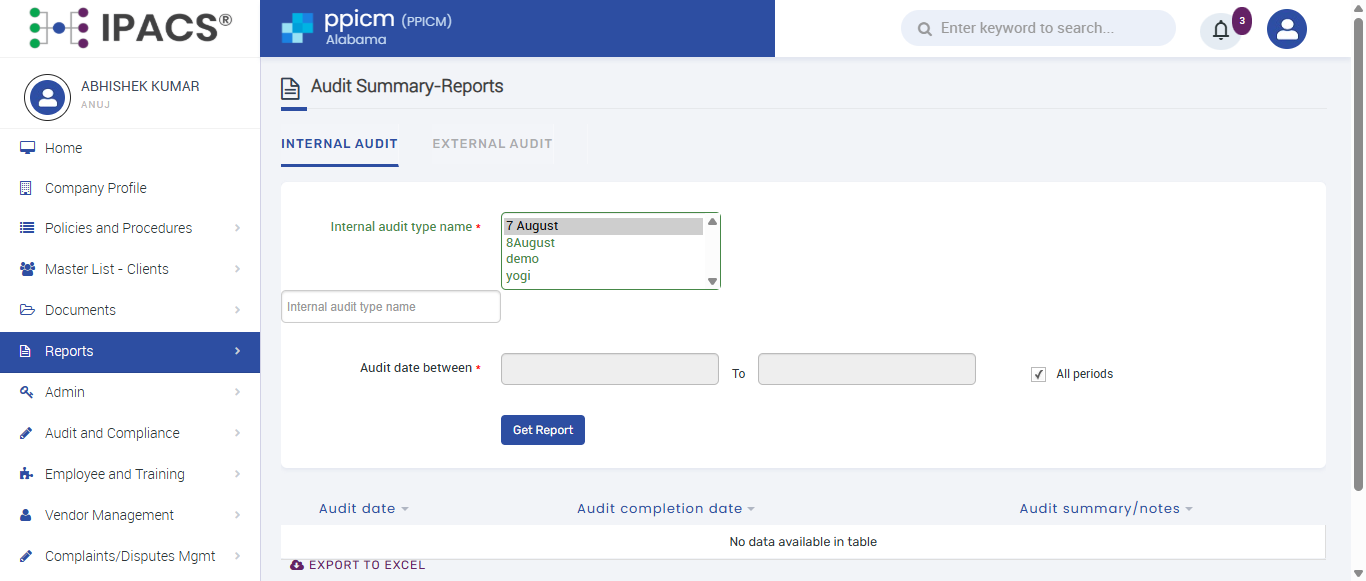 IPACS®
ppicm (PPICM)
Alabama
Enter keyword to search...
3
ABHISHEK KUMAR
ANUJ
Home
Company Profile
Policies and Procedures
Master List - Clients
Documents
Reports
Admin
Audit and Compliance
Employee and Training
Vendor Management
Complaints/Disputes Mgmt
Audit Summary-Reports
INTERNAL AUDIT EXTERNAL AUDIT
Internal audit type name *
7 August
8August
demo
yogi
Internal audit type name
Audit date between * To All periods
Get Report
Audit date Audit completion date Audit summary/notes
No data available in table
EXPORT TO EXCEL